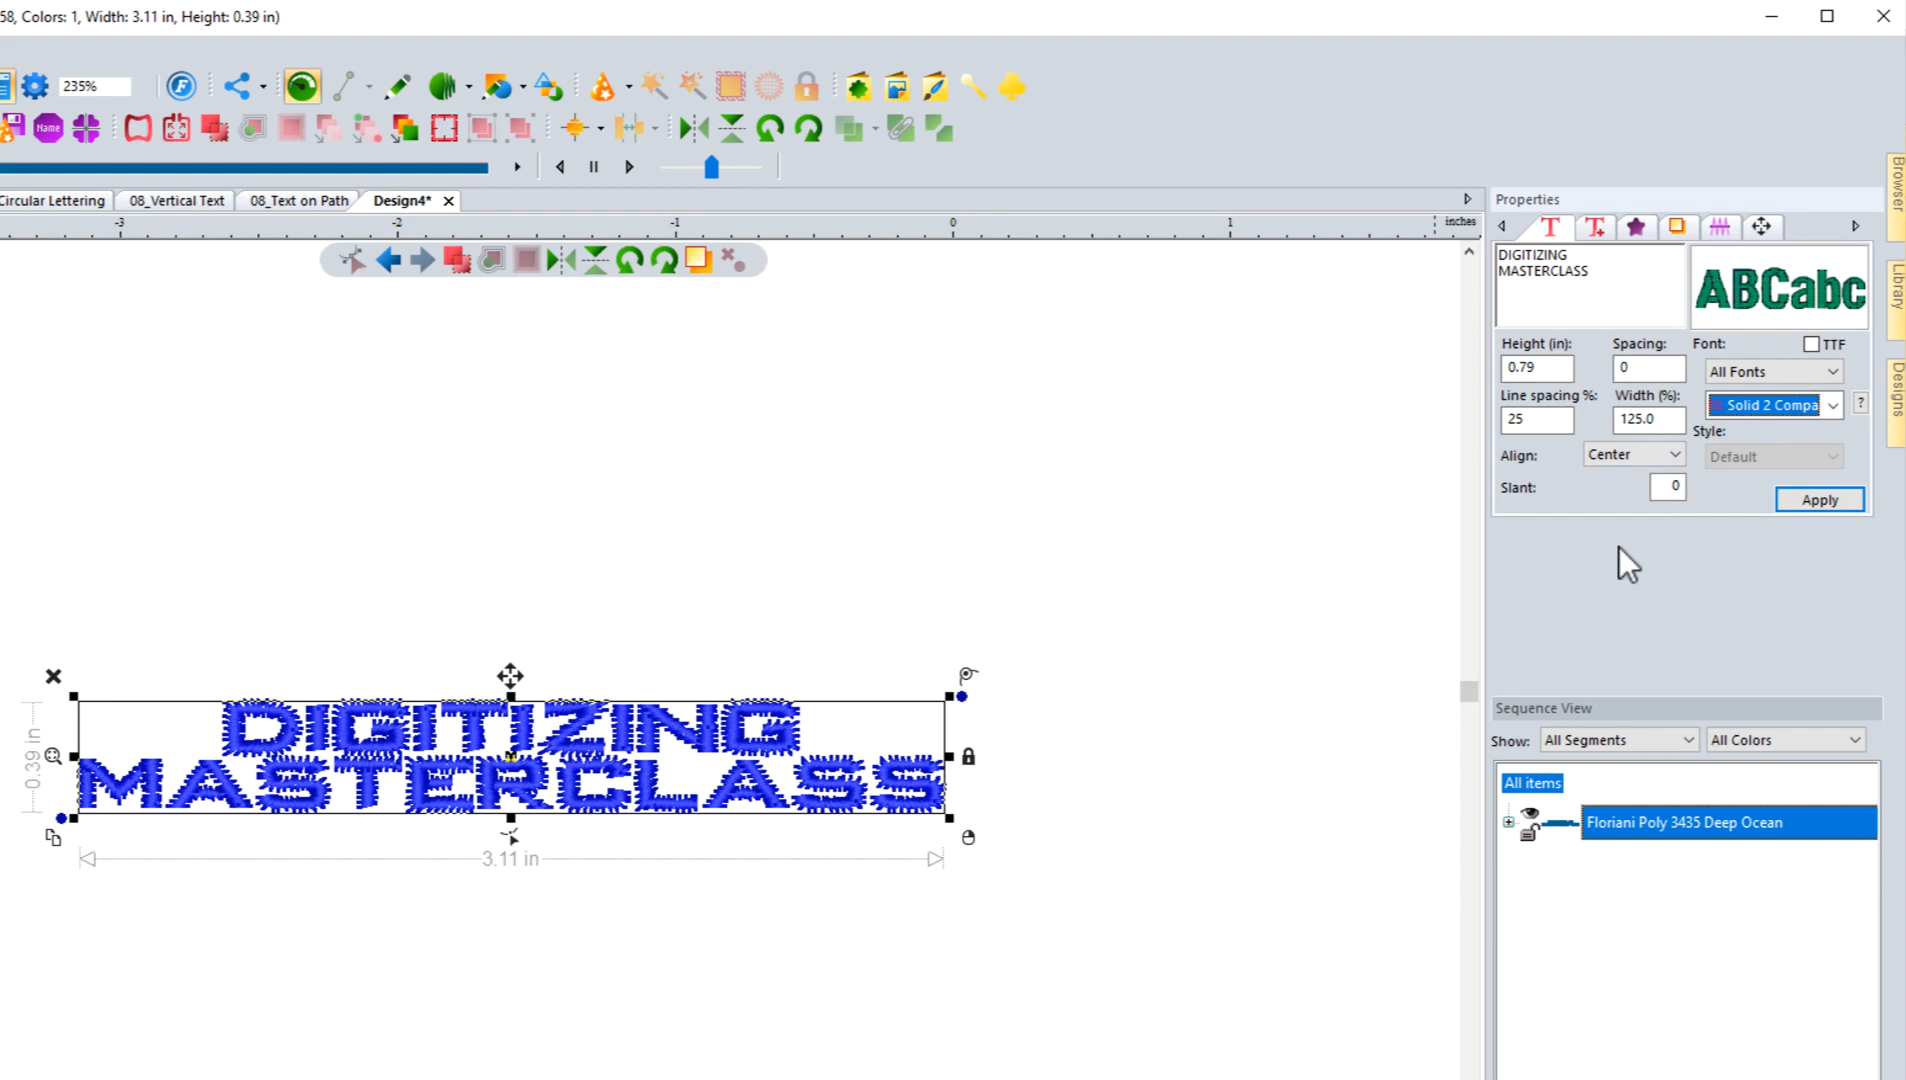 58, Colors: 1, Width: 3.11 in, Height: 0.39 in)
235%
F
Name
Circular Lettering
08_Vertical Text
08_Text on Path
Design4*
-3
-2
-1
0
1
inches
Properties
T
T
DIGITIZING
MASTERCLASS
ABCabc
Height (in):
Spacing:
Font:
TTF
0.79
0
All Fonts
Line spacing %:
Width (%):
25
125.0
Solid 2 Compa
?
Style:
Align:
Center
Default
Slant:
0
Apply
Browser
Library
Designs
DIGITIZING
MASTERCLASS
0.39 in
3.11 in
Sequence View
Show:
All Segments
All Colors
All items
Floriani Poly 3435 Deep Ocean